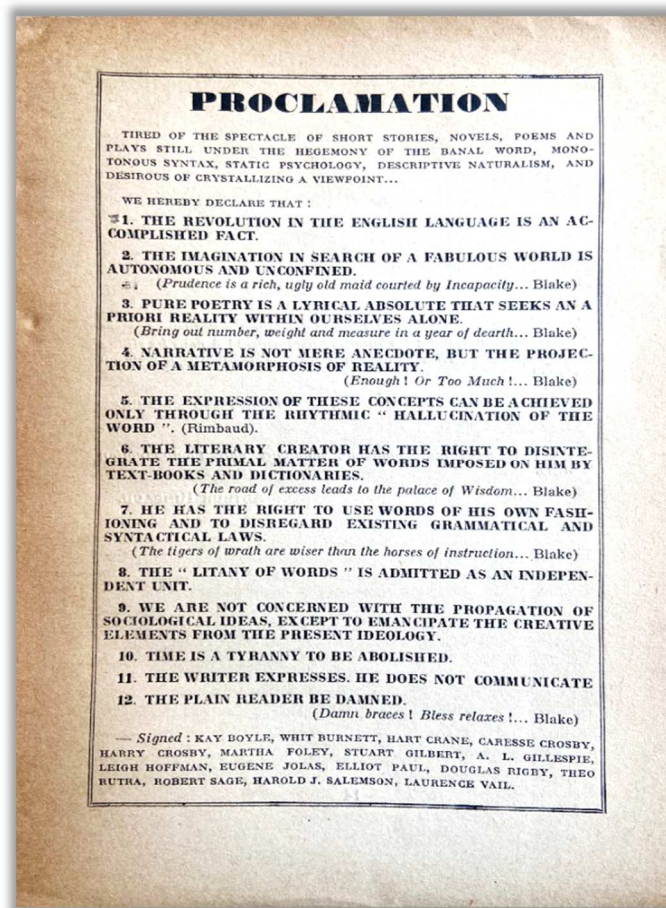 PROCLAMATION
TIRED OF THE SPECTACLE OF SHORT STORIES, NOVELS, POEMS AND
PLAYS STILL UNDER THE HEGEMONY OF THE BANAL WORD, MONO-
TONOUS SYNTAX, STATIC PSYCHOLOGY, DESCRIPTIVE NATURALISM, AND
DESIROUS OF CRYSTALLIZING A VIEWPOINT...
WE HEREBY DECLARE THAT :
1. THE REVOLUTION IN THE ENGLISH LANGUAGE IS AN AC-
COMPLISHED FACT.
2. THE IMAGINATION IN SEARCH OF A FABULOUS WORLD IS
AUTONOMOUS AND UNCONFINED.
(Prudence is a rich, ugly old maid courted by Incapacity... Blake)
3. PURE POETRY IS A LYRICAL ABSOLUTE THAT SEEKS AN A
PRIORI REALITY WITHIN OURSELVES ALONE.
(Bring out number, weight and measure in a year of dearth... Blake)
4. NARRATIVE IS NOT MERE ANECDOTE, BUT THE PROJEC-
TION OF A METAMORPHOSIS OF REALITY.
(Enough ! Or Too Much !... Blake)
5. THE EXPRESSION OF THESE CONCEPTS CAN BE ACHIEVED
ONLY THROUGH THE RHYTHMIC “ HALLUCINATION OF THE
WORD ”. (Rimbaud).
6. THE LITERARY CREATOR HAS THE RIGHT TO DISINTE-
GRATE THE PRIMAL MATTER OF WORDS IMPOSED ON HIM BY
TEXT-BOOKS AND DICTIONARIES.
(The road of excess leads to the palace of Wisdom... Blake)
7. HE HAS THE RIGHT TO USE WORDS OF HIS OWN FASH-
IONING AND TO DISREGARD EXISTING GRAMMATICAL AND
SYNTACTICAL LAWS.
(The tigers of wrath are wiser than the horses of instruction... Blake)
8. THE “ LITANY OF WORDS ” IS ADMITTED AS AN INDEPEN-
DENT UNIT.
9. WE ARE NOT CONCERNED WITH THE PROPAGATION OF
SOCIOLOGICAL IDEAS, EXCEPT TO EMANCIPATE THE CREATIVE
ELEMENTS FROM THE PRESENT IDEOLOGY.
10. TIME IS A TYRANNY TO BE ABOLISHED.
11. THE WRITER EXPRESSES. HE DOES NOT COMMUNICATE
12. THE PLAIN READER BE DAMNED.
(Damn braces ! Bless relaxes !... Blake)
— Signed : KAY BOYLE, WHIT BURNETT, HART CRANE, CARESSE CROSBY,
HARRY CROSBY, MARTHA FOLEY, STUART GILBERT, A. L. GILLESPIE,
LEIGH HOFFMAN, EUGENE JOLAS, ELLIOT PAUL, DOUGLAS RIGBY, THEO
RUTRA, ROBERT SAGE, HAROLD J. SALEMSON, LAURENCE VAIL.